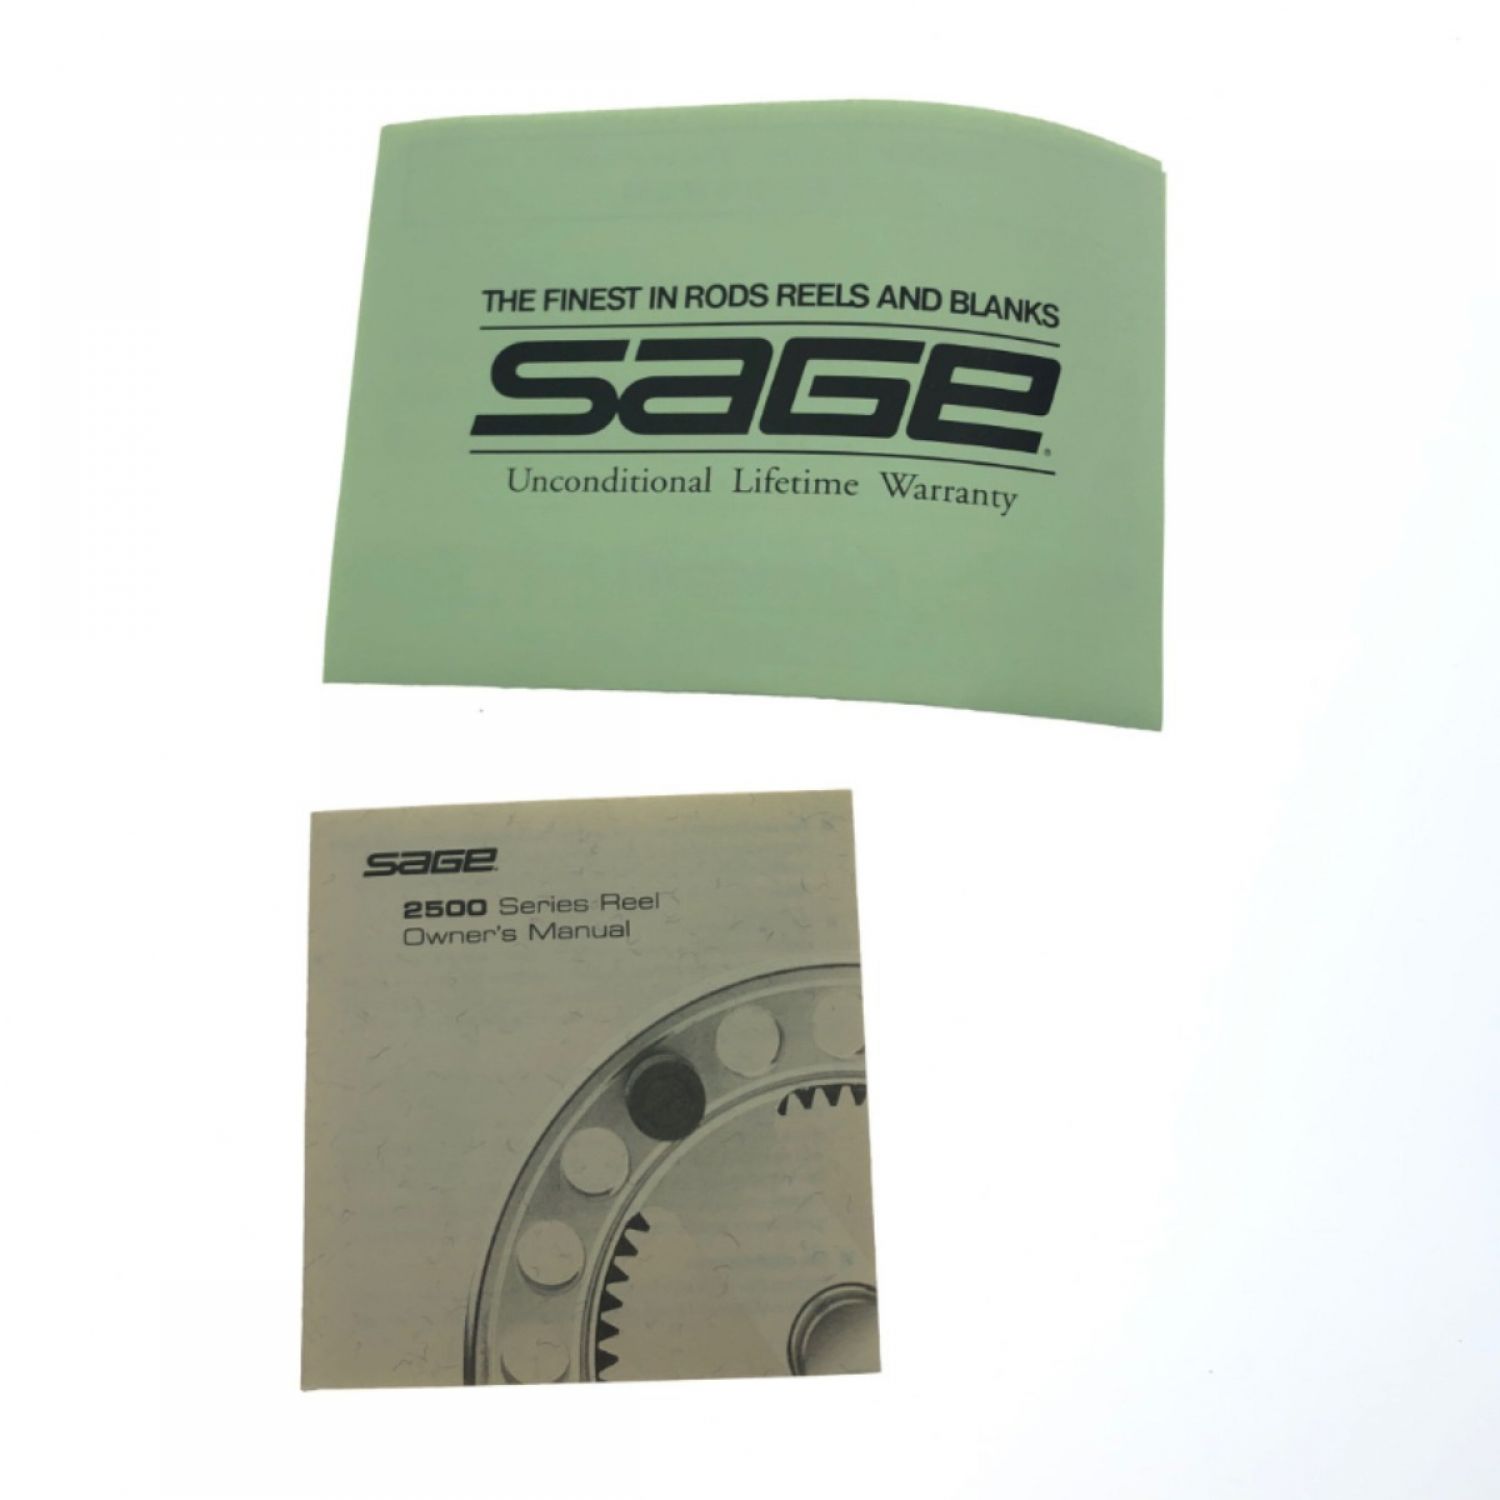 THE FINEST IN RODS REELS AND BLANKS
SAGE®
Unconditional Lifetime Warranty
SAGE
2500 Series Reel
Owner's Manual